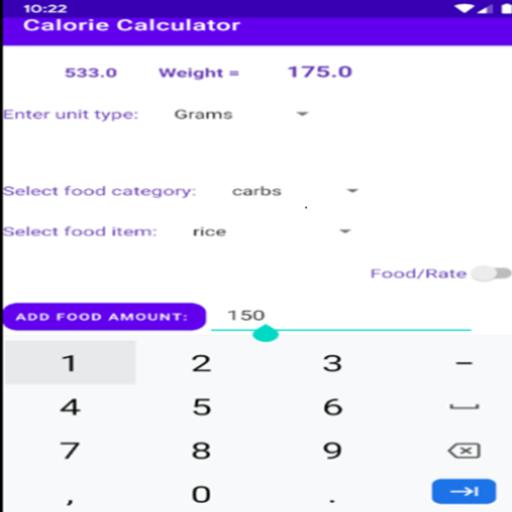 10:22
Calorie Calculator
533.0 Weight = 175.0
Enter unit type: Grams
Select food category: carbs
Select food item: rice
Food/Rate
ADD FOOD AMOUNT: 150
1 2 3 –
4 5 6
7 8 9
, 0 .